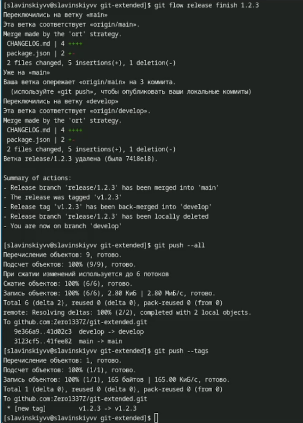 [slavinskiyvv@slavinskiyvv git-extended]$ git flow release finish 1.2.3
Переключились на ветку «main»
Эта ветка соответствует «origin/main».
Merge made by the 'ort' strategy.
CHANGELOG.md | 4 ++++
package.json | 2 +-
2 files changed, 5 insertions(+), 1 deletion(-)
Уже на «main»
Ваша ветка опережает «origin/main» на 3 коммита.
(используйте «git push», чтобы опубликовать ваши локальные коммиты)
Переключились на ветку «develop»
Эта ветка соответствует «origin/develop».
Merge made by the 'ort' strategy.
CHANGELOG.md | 4 ++++
package.json | 2 +-
2 files changed, 5 insertions(+), 1 deletion(-)
Ветка release/1.2.3 удалена (была 7418e18).
Summary of actions:
- Release branch 'release/1.2.3' has been merged into 'main'
- The release was tagged 'v1.2.3'
- Release tag 'v1.2.3' has been back-merged into 'develop'
- Release branch 'release/1.2.3' has been locally deleted
- You are now on branch 'develop'
[slavinskiyvv@slavinskiyvv git-extended]$ git push --all
Перечисление объектов: 9, готово.
Подсчет объектов: 100% (9/9), готово.
При сжатии изменений используется до 6 потоков
Сжатие объектов: 100% (6/6), готово.
Запись объектов: 100% (6/6), 2.80 КиБ | 2.80 МиБ/с, готово.
Total 6 (delta 2), reused 0 (delta 0), pack-reused 0 (from 0)
remote: Resolving deltas: 100% (2/2), completed with 2 local objects.
To github.com:Zero1337Z/git-extended.git
9e366a9..41d02c3 develop -> develop
3123cf5..41fee82 main -> main
[slavinskiyvv@slavinskiyvv git-extended]$ git push --tags
Перечисление объектов: 1, готово.
Подсчет объектов: 100% (1/1), готово.
Запись объектов: 100% (1/1), 165 байтов | 165.00 КиБ/с, готово.
Total 1 (delta 0), reused 0 (delta 0), pack-reused 0 (from 0)
To github.com:Zero1337Z/git-extended.git
* [new tag] v1.2.3 -> v1.2.3
[slavinskiyvv@slavinskiyvv git-extended]$